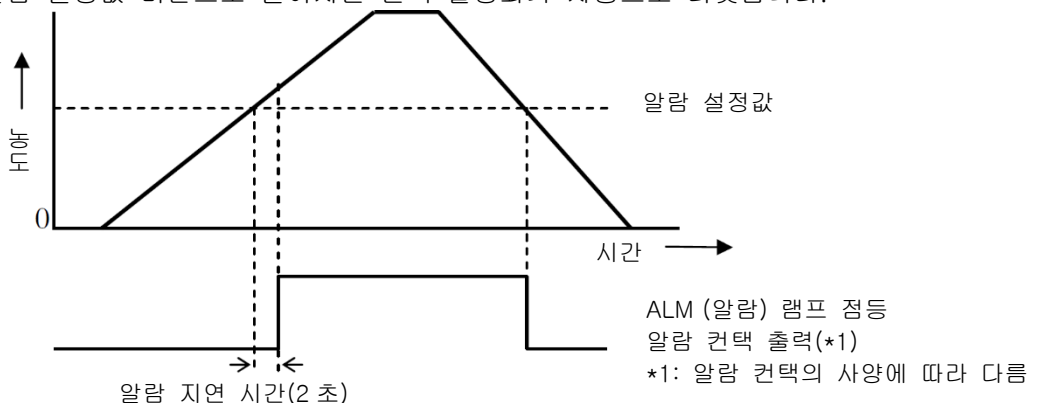 알람 설정값
농도
0
시간
ALM (알람) 램프 점등
알람 컨택 출력(*1)
*1: 알람 컨택의 사양에 따라 다름
알람 지연 시간(2 초)